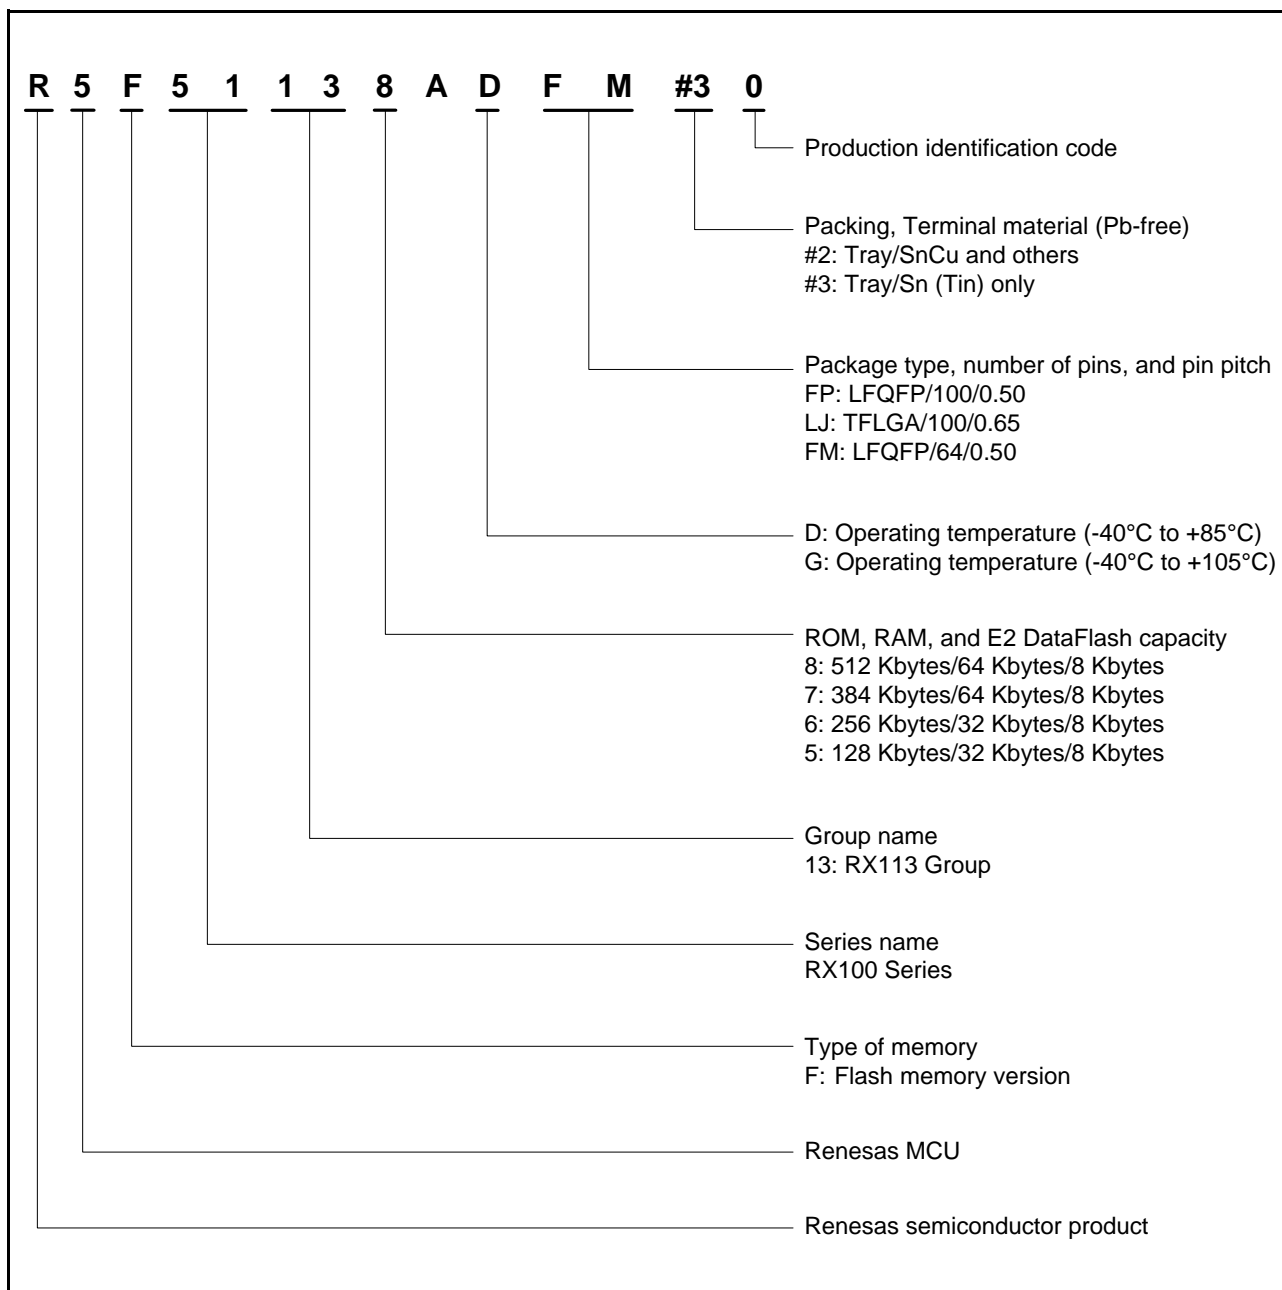 R 5 F 5 1 1 3 8 A D F M #3 0
Production identification code
Packing, Terminal material (Pb-free)
#2: Tray/SnCu and others
#3: Tray/Sn (Tin) only
Package type, number of pins, and pin pitch
FP: LFQFP/100/0.50
LJ: TFLGA/100/0.65
FM: LFQFP/64/0.50
D: Operating temperature (-40°C to +85°C)
G: Operating temperature (-40°C to +105°C)
ROM, RAM, and E2 DataFlash capacity
8: 512 Kbytes/64 Kbytes/8 Kbytes
7: 384 Kbytes/64 Kbytes/8 Kbytes
6: 256 Kbytes/32 Kbytes/8 Kbytes
5: 128 Kbytes/32 Kbytes/8 Kbytes
Group name
13: RX113 Group
Series name
RX100 Series
Type of memory
F: Flash memory version
Renesas MCU
Renesas semiconductor product